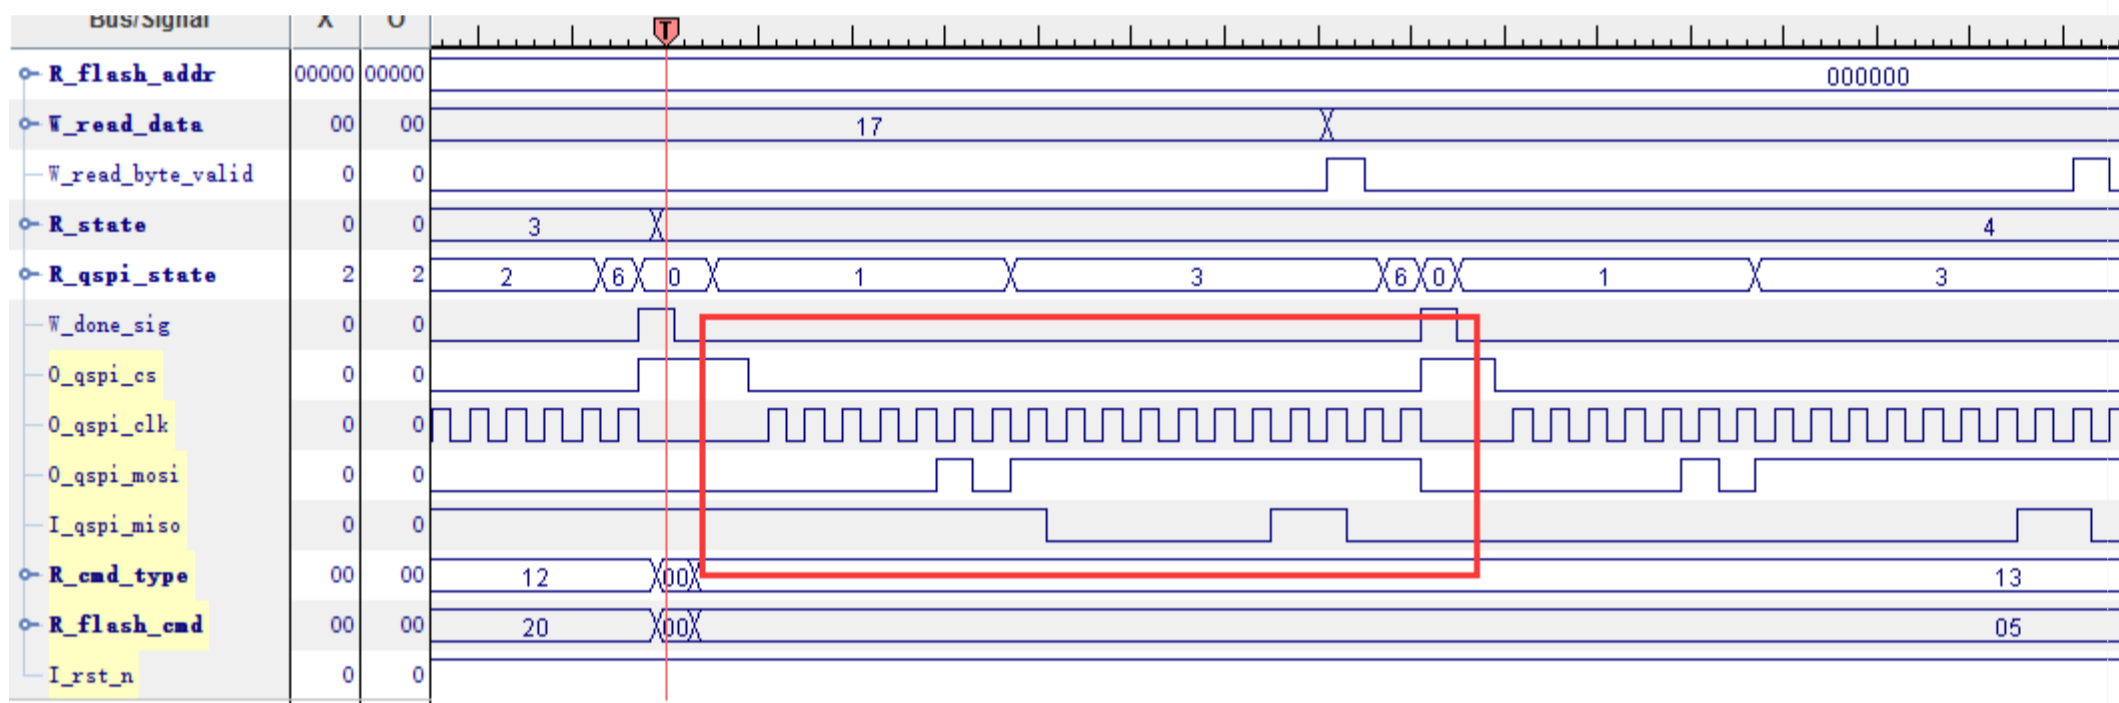 Bus/Signal X O
T
R_flash_addr 00000 00000 000000
W_read_data 00 00 17
W_read_byte_valid 0 0
R_state 0 0 3 4
R_qspi_state 2 2 2 6 0 1 3 6 0 1 3
W_done_sig 0 0
O_qspi_cs 0 0
O_qspi_clk 0 0
O_qspi_mosi 0 0
I_qspi_miso 0 0
R_cmd_type 00 00 12 00 13
R_flash_cmd 00 00 20 00 05
I_rst_n 0 0